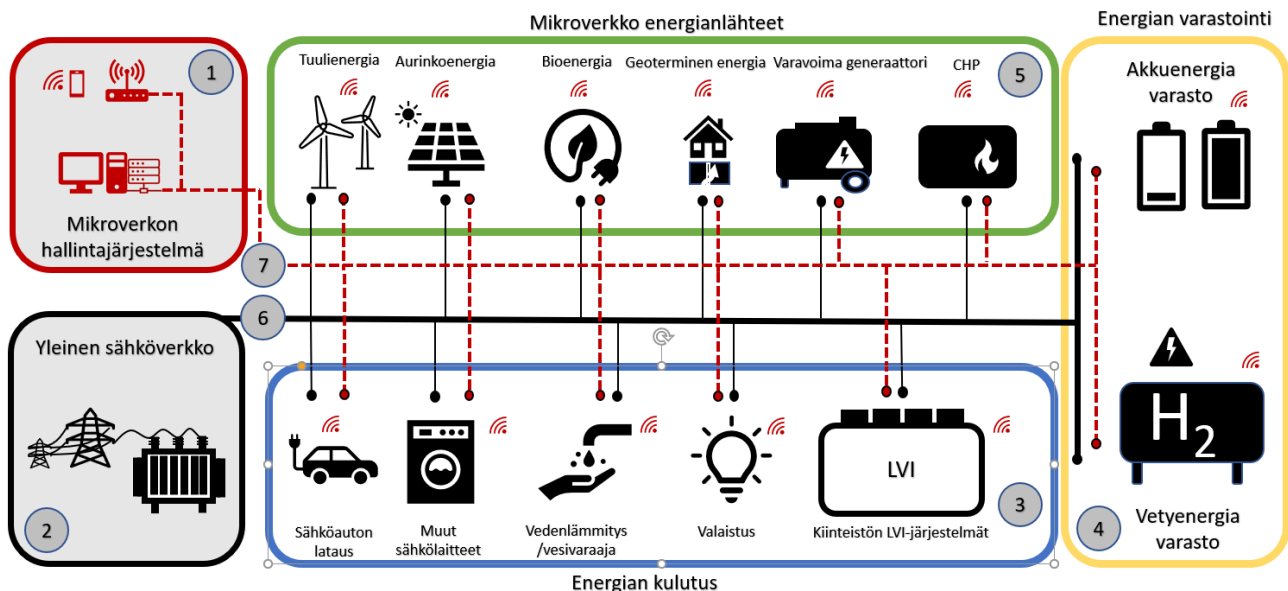 Mikroverkko energianlähteet
Energian varastointi
1
Mikroverkon
hallintajärjestelmä
Tuulienergia
Aurinkoenergia
Bioenergia
Geoterminen energia
Varavoima generaattori
CHP
5
Akkuenergia
varasto
7
6
Yleinen sähköverkko
2
Sähköauton
lataus
Muut
sähkölaitteet
Vedenlämmitys
/vesivaraaja
Valaistus
LVI
Kiinteistön LVI-järjestelmät
3
Energian kulutus
H2
4
Vetyenergia
varasto